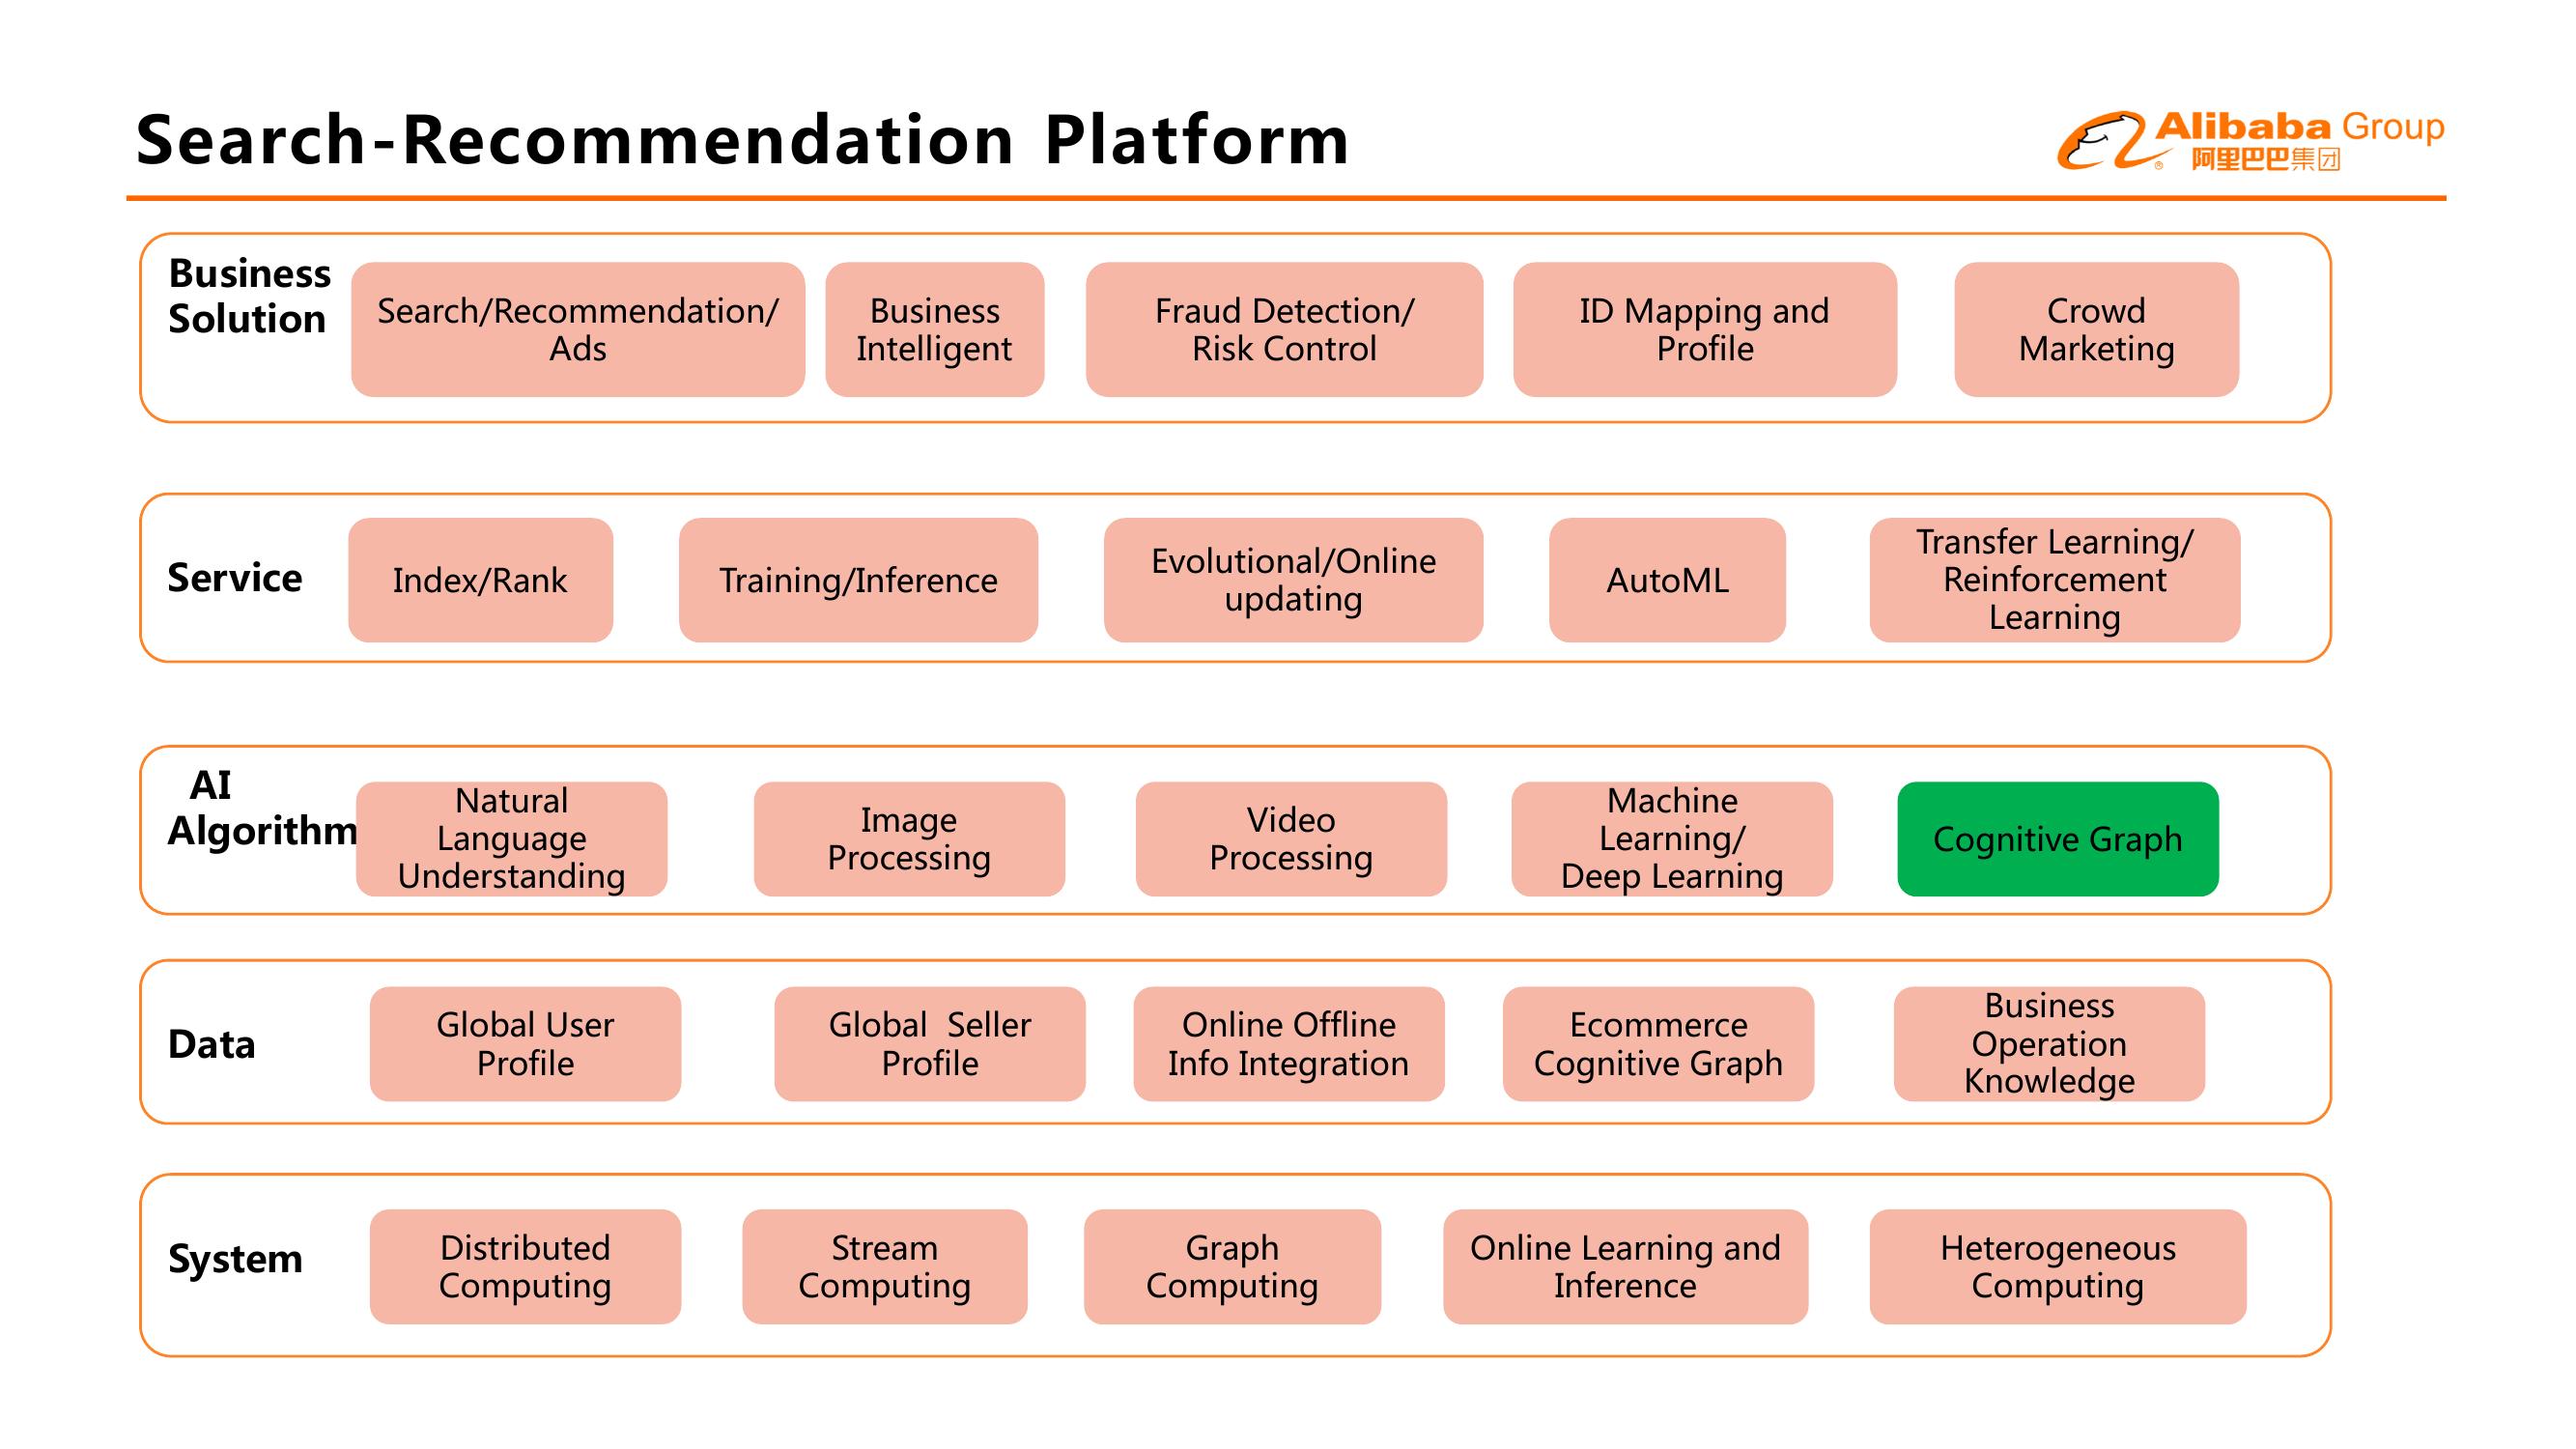 Search-Recommendation Platform
Alibaba Group
阿里巴巴集团
®
Business
Solution
Search/Recommendation/
Ads
Business
Intelligent
Fraud Detection/
Risk Control
ID Mapping and
Profile
Crowd
Marketing
Service
Index/Rank
Training/Inference
Evolutional/Online
updating
AutoML
Transfer Learning/
Reinforcement
Learning
AI
Algorithm
Natural
Language
Understanding
Image
Processing
Video
Processing
Machine
Learning/
Deep Learning
Cognitive Graph
Data
Global User
Profile
Global  Seller
Profile
Online Offline
Info Integration
Ecommerce
Cognitive Graph
Business
Operation
Knowledge
System
Distributed
Computing
Stream
Computing
Graph
Computing
Online Learning and
Inference
Heterogeneous
Computing